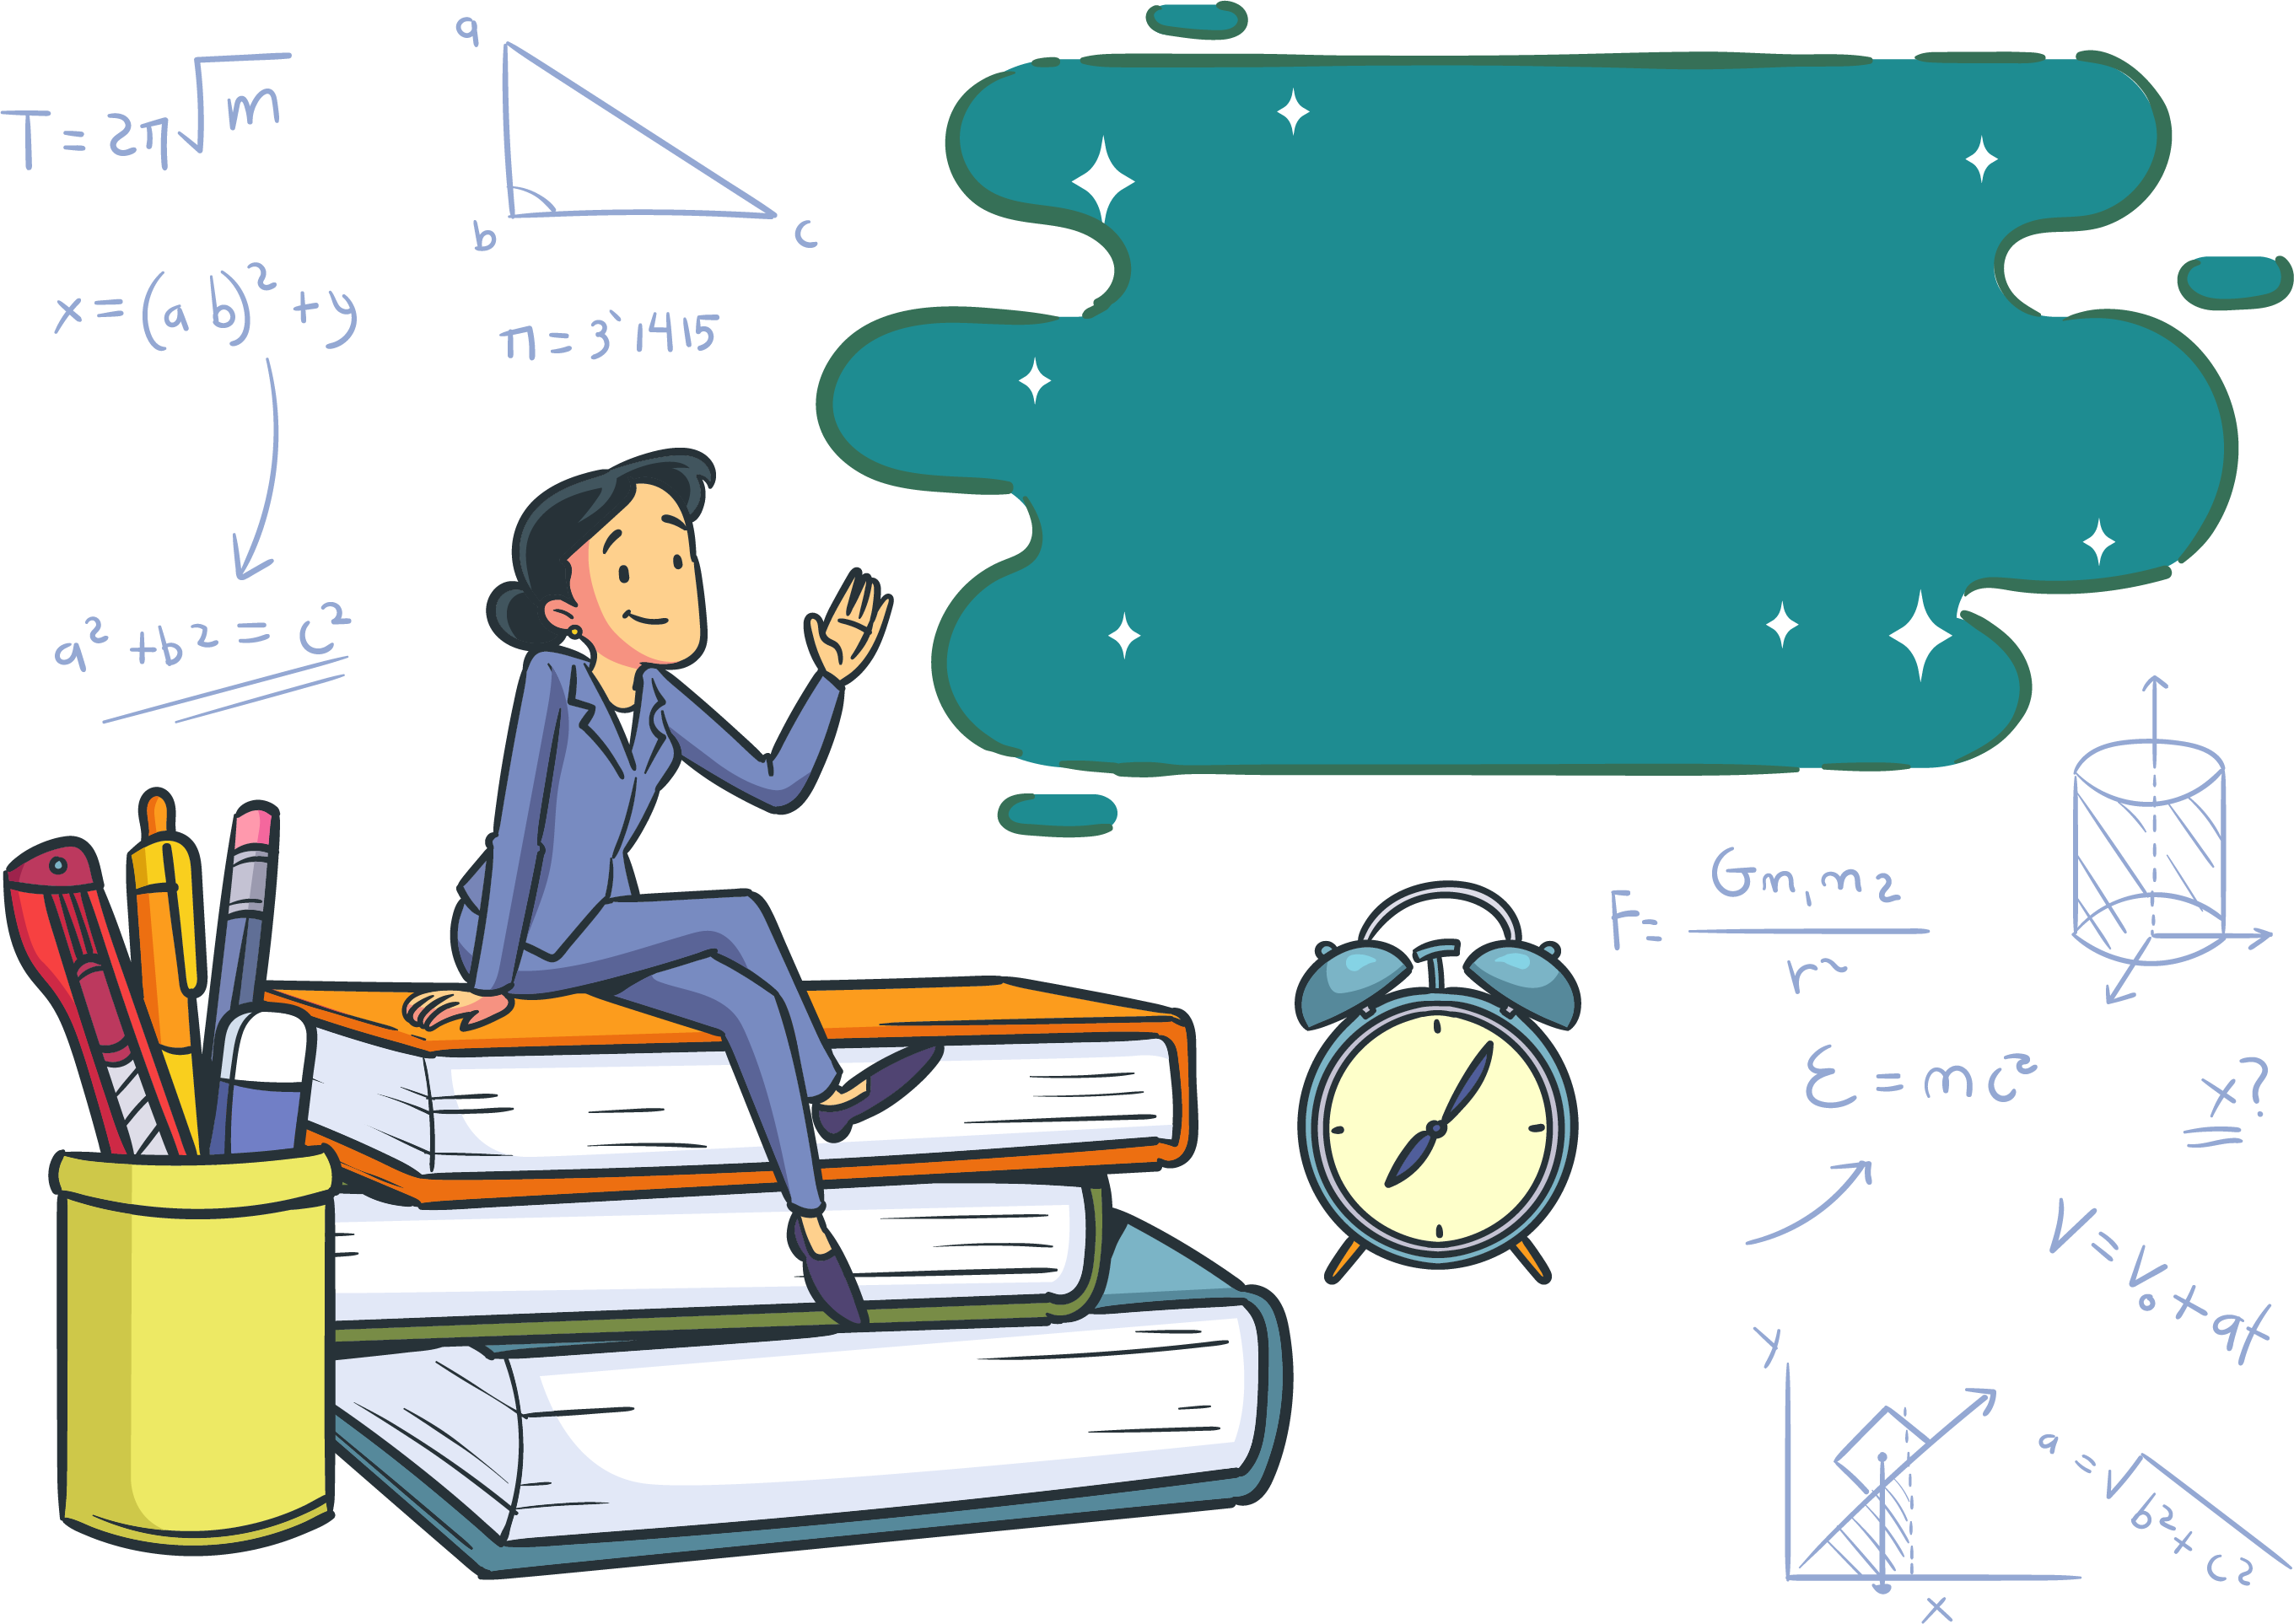 T = 2π√m
a
b
c
x = (a b)² + y
π = 3'1415
a² + b² = c²
F = Gm₁m₂
r²
E = mc²
x?
V = V₀ + at
y
x
a = √b² + c²